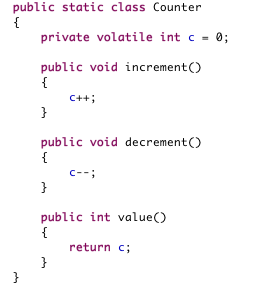 public static class Counter
{
    private volatile int c = 0;

    public void increment()
    {
        c++;
    }

    public void decrement()
    {
        c--;
    }

    public int value()
    {
        return c;
    }
}